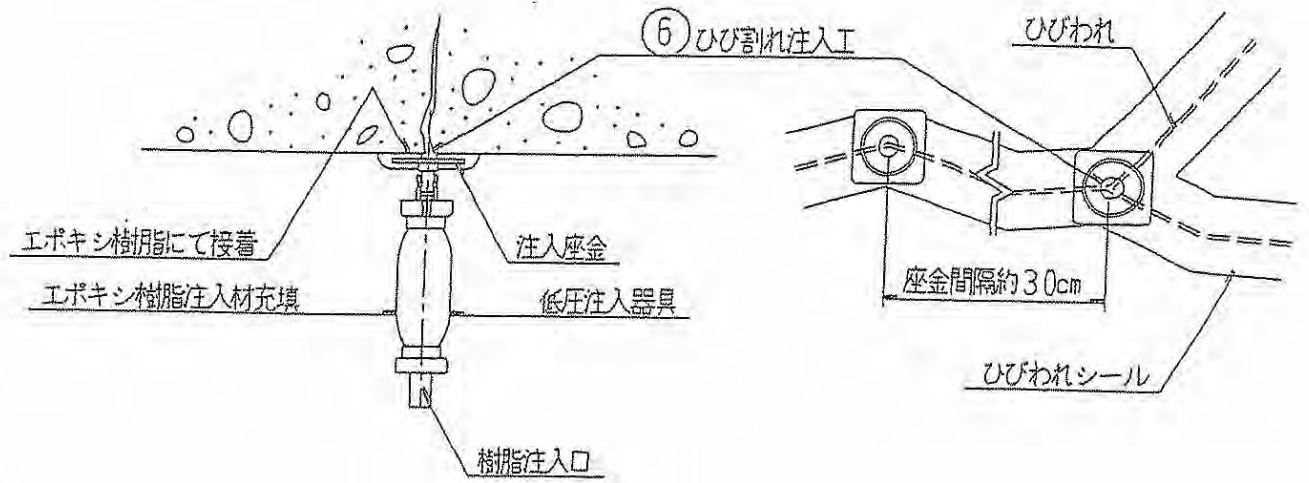 ⑥ひび割れ注入工
ひびわれ
エポキシ樹脂にて接着
注入座金
エポキシ樹脂注入材充填
低圧注入器具
座金間隔約30cm
ひびわれシール
樹脂注入口